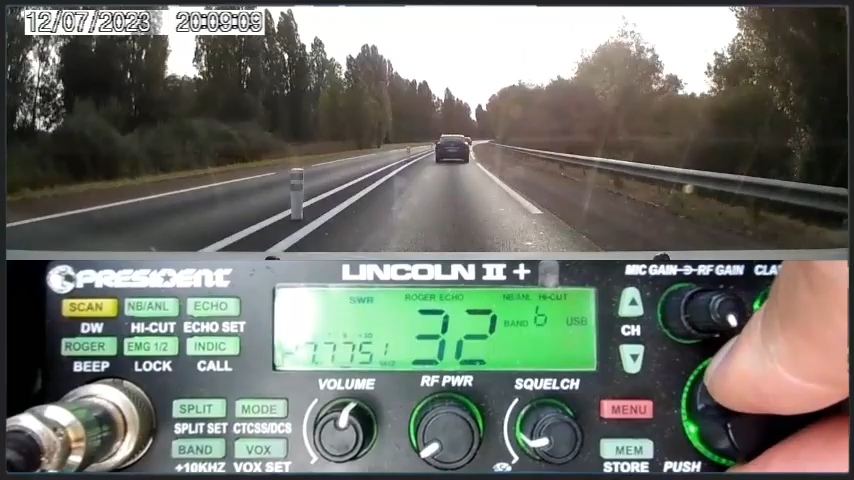 12/07/2023 20:09:09
PRESIDENT
LINCOLN II +
MIC GAIN RF GAIN
SCAN NB/ANL ECHO
DW HI-CUT ECHO SET
ROGER EMG 1/2 INDIC
BEEP LOCK CALL
SWR ROGER ECHO NB/ANL HI-CUT
32 BAND b USB
7.7751
CH
VOLUME RF PWR SQUELCH
SPLIT MODE
SPLIT SET CTCSS/DCS
BAND VOX
+10KHZ VOX SET
MENU
MEM
STORE PUSH